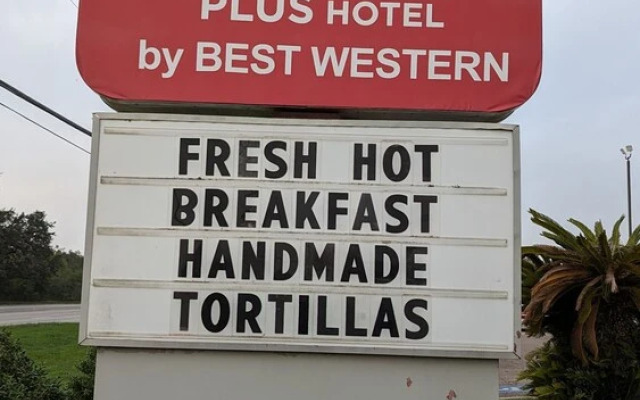 PLUS HOTEL
by BEST WESTERN
FRESH HOT
BREAKFAST
HANDMADE
TORTILLAS